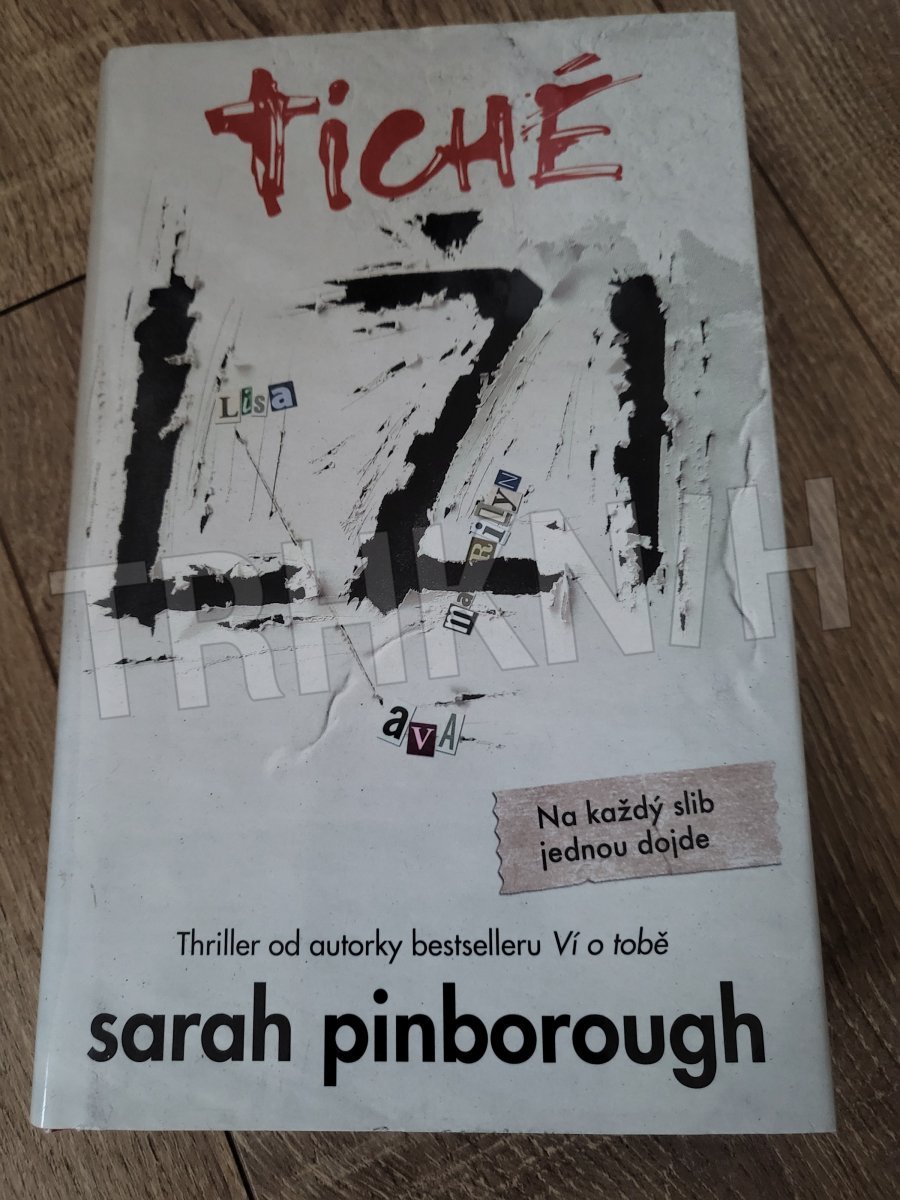 Tiché
LŽI
Lisa
maRilyN
avA
TRHKNIH
Na každý slib
jednou dojde
Thriller od autorky bestselleru Ví o tobě
sarah pinborough